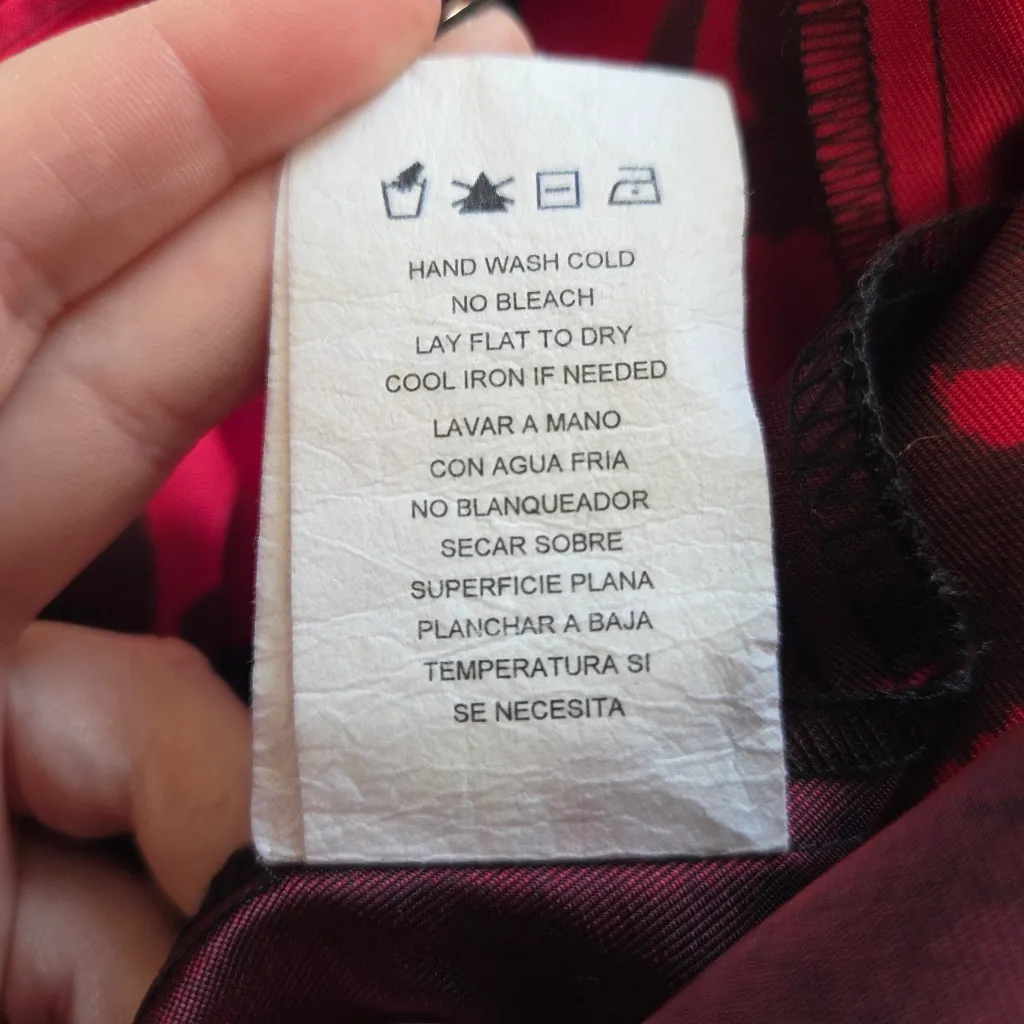 HAND WASH COLD
NO BLEACH
LAY FLAT TO DRY
COOL IRON IF NEEDED
LAVAR A MANO
CON AGUA FRIA
NO BLANQUEADOR
SECAR SOBRE
SUPERFICIE PLANA
PLANCHAR A BAJA
TEMPERATURA SI
SE NECESITA